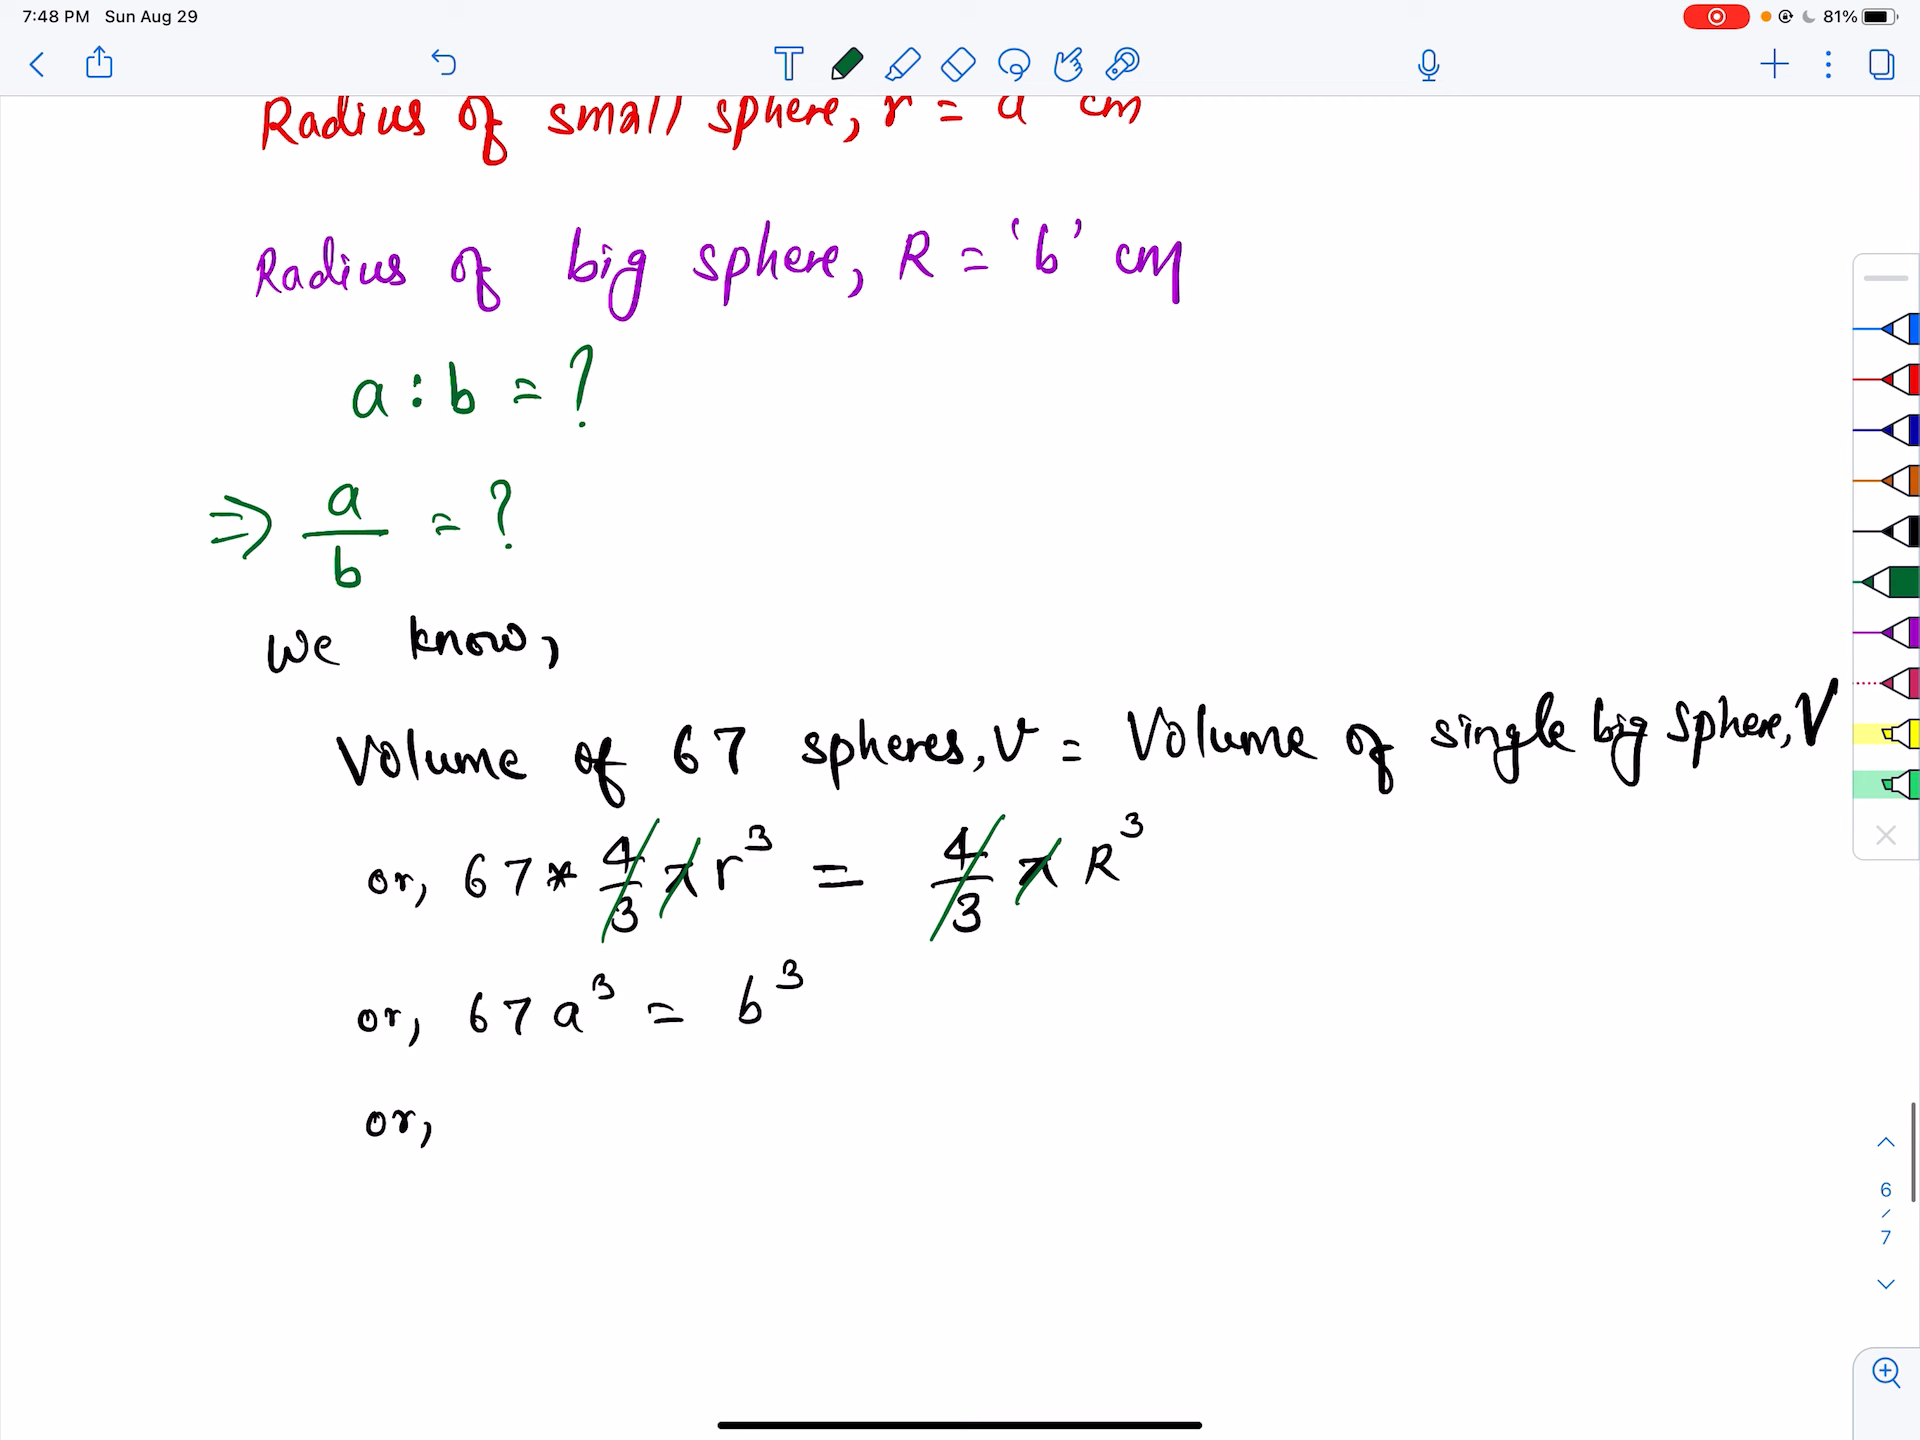 7:48 PM Sun Aug 29
81%
T
Radius of small sphere, r = a cm
Radius of big sphere, R = 'b' cm
a : b = ?
⇒ a/b = ?
we know,
Volume of 67 spheres, V = Volume of single big sphere, V
or, 67 * 4/3 π r³ = 4/3 π R³
or, 67 a³ = b³
or,
6
/
7